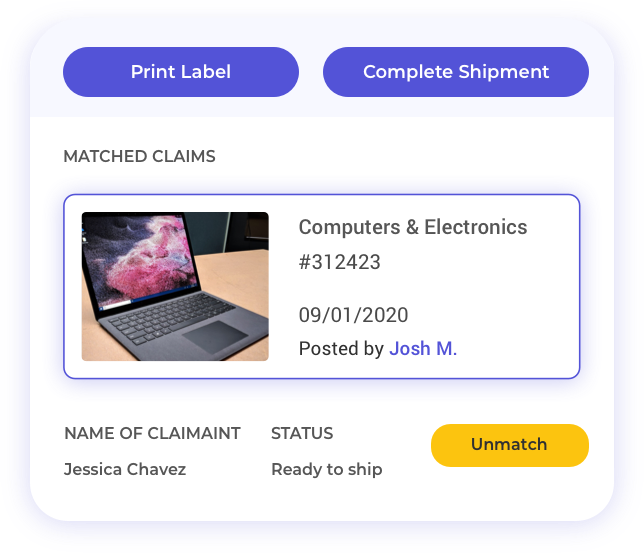 Print Label
Complete Shipment
MATCHED CLAIMS
Computers & Electronics
#312423
09/01/2020
Posted by Josh M.
NAME OF CLAIMAINT
STATUS
Unmatch
Jessica Chavez
Ready to ship